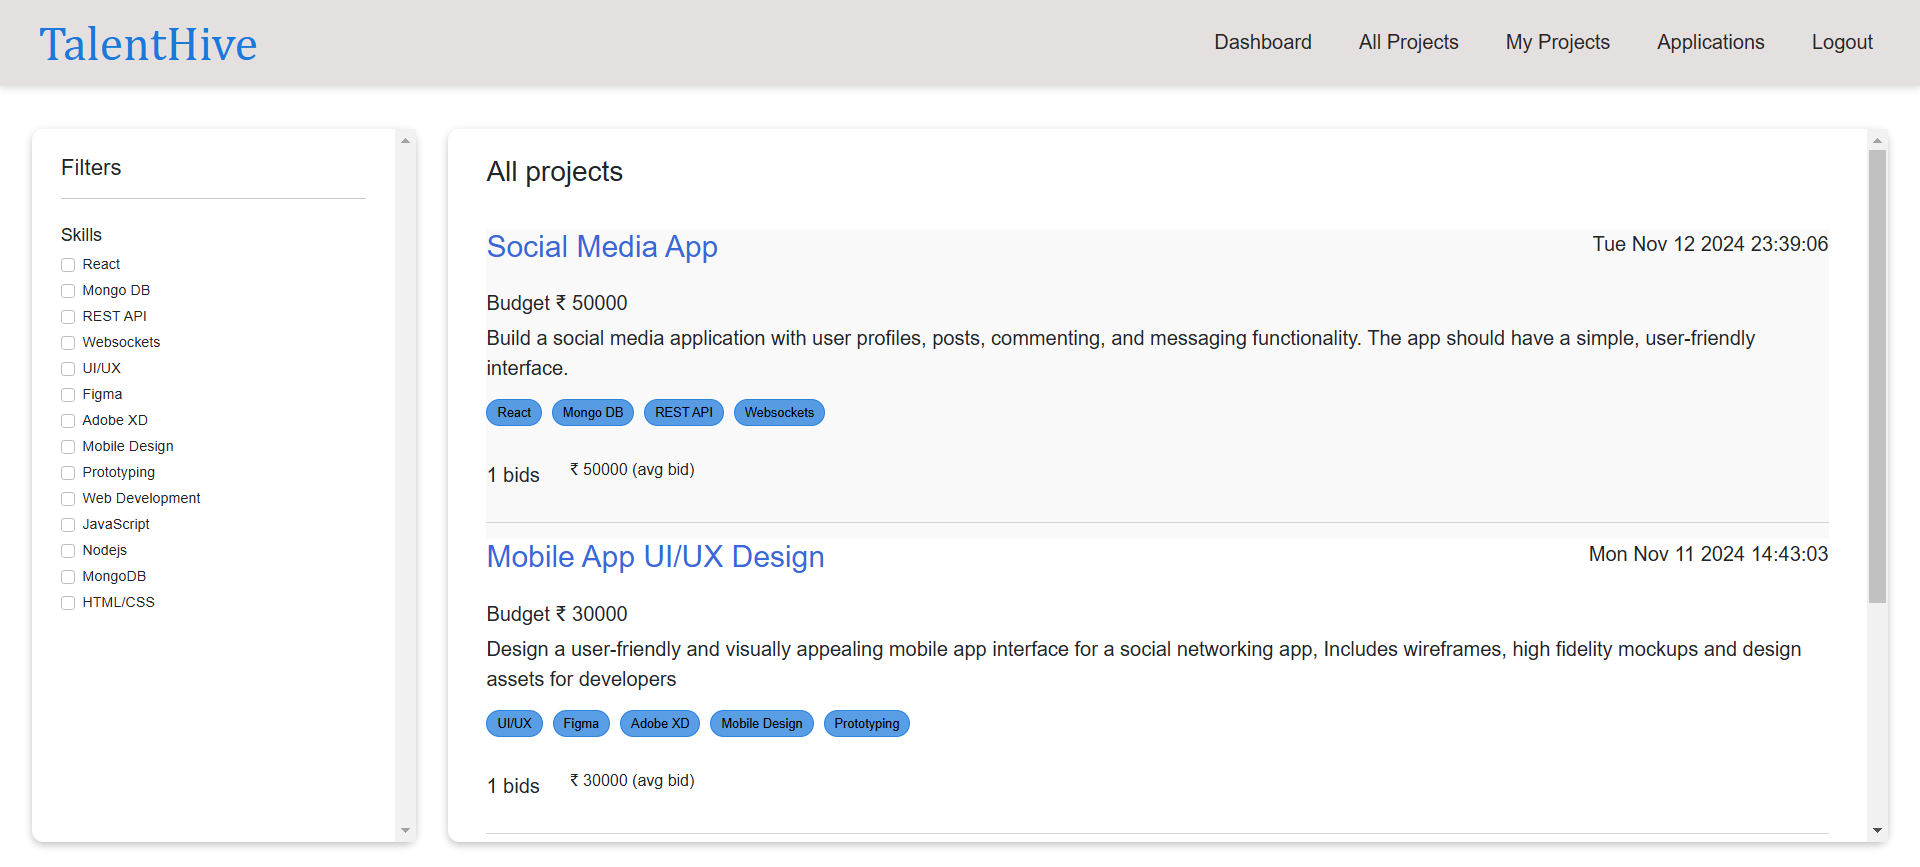 TalentHive
Dashboard All Projects My Projects Applications Logout
Filters
Skills
React
Mongo DB
REST API
Websockets
UI/UX
Figma
Adobe XD
Mobile Design
Prototyping
Web Development
JavaScript
Nodejs
MongoDB
HTML/CSS
All projects
Social Media App Tue Nov 12 2024 23:39:06
Budget ₹ 50000
Build a social media application with user profiles, posts, commenting, and messaging functionality. The app should have a simple, user-friendly
interface.
React Mongo DB REST API Websockets
1 bids ₹ 50000 (avg bid)
Mobile App UI/UX Design Mon Nov 11 2024 14:43:03
Budget ₹ 30000
Design a user-friendly and visually appealing mobile app interface for a social networking app, Includes wireframes, high fidelity mockups and design
assets for developers
UI/UX Figma Adobe XD Mobile Design Prototyping
1 bids ₹ 30000 (avg bid)